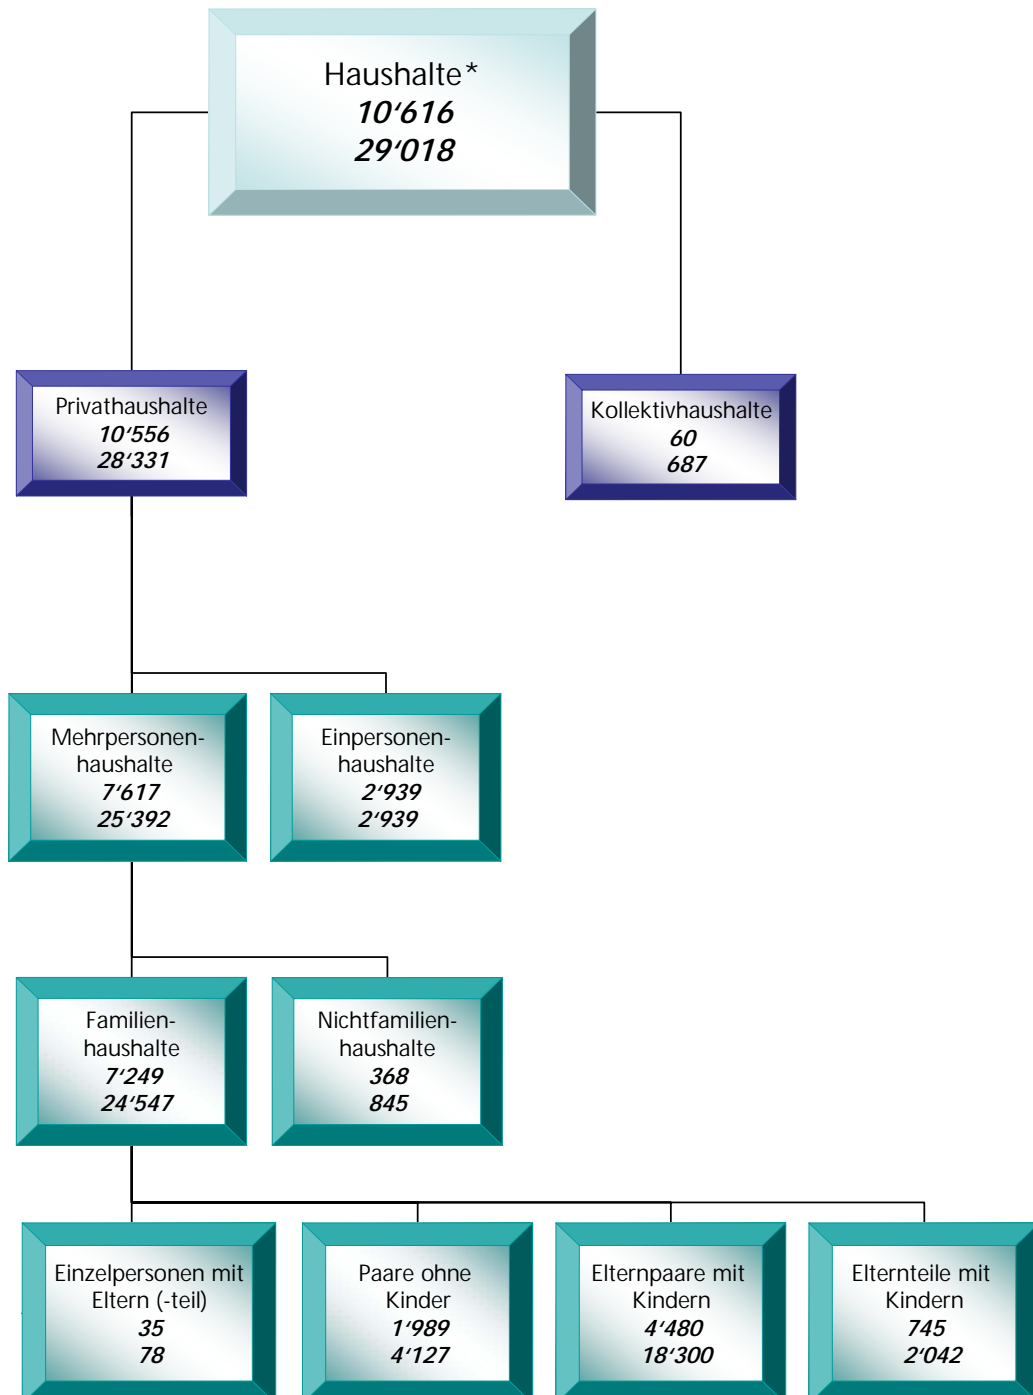 Haushalte*
10‘616
29‘018
Privathaushalte
10‘556
28‘331
Kollektivhaushalte
60
687
Mehrpersonen-
haushalte
7‘617
25‘392
Einpersonen-
haushalte
2‘939
2‘939
Familien-
haushalte
7‘249
24‘547
Nichtfamilien-
haushalte
368
845
Einzelpersonen mit
Eltern (-teil)
35
78
Paare ohne
Kinder
1‘989
4‘127
Elternpaare mit
Kindern
4‘480
18‘300
Elternteile mit
Kindern
745
2‘042